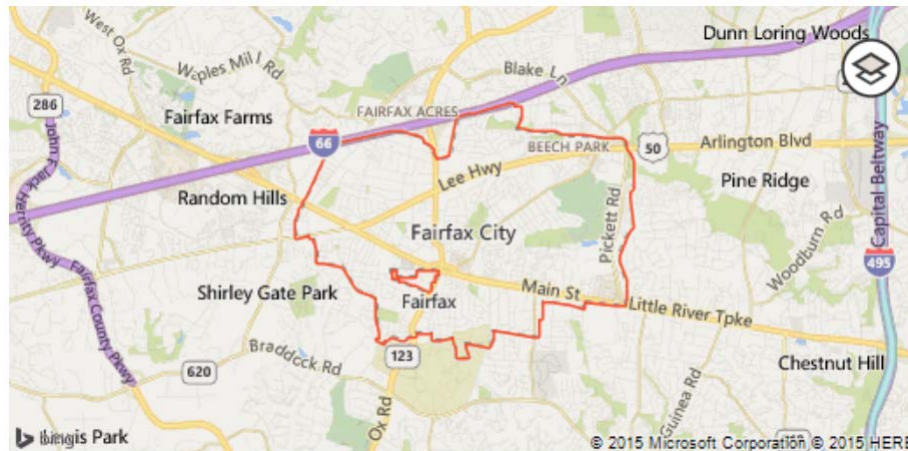 Dunn Loring Woods
West Ox Rd
Waples Mill Rd
Blake Ln
286
FAIRFAX ACRES
Fairfax Farms
66
BEECH PARK
50
Arlington Blvd
John F Jack Herrity Pkwy
Lee Hwy
Pine Ridge
Random Hills
Pickett Rd
Capital Beltway
Fairfax City
Woodburn Rd
495
Fairfax County Pkwy
Shirley Gate Park
Fairfax
Main St
Little River Tpke
Braddock Rd
123
Chestnut Hill
620
Ox Rd
Guinea Rd
Park
© 2015 Microsoft Corporation © 2015 HERE